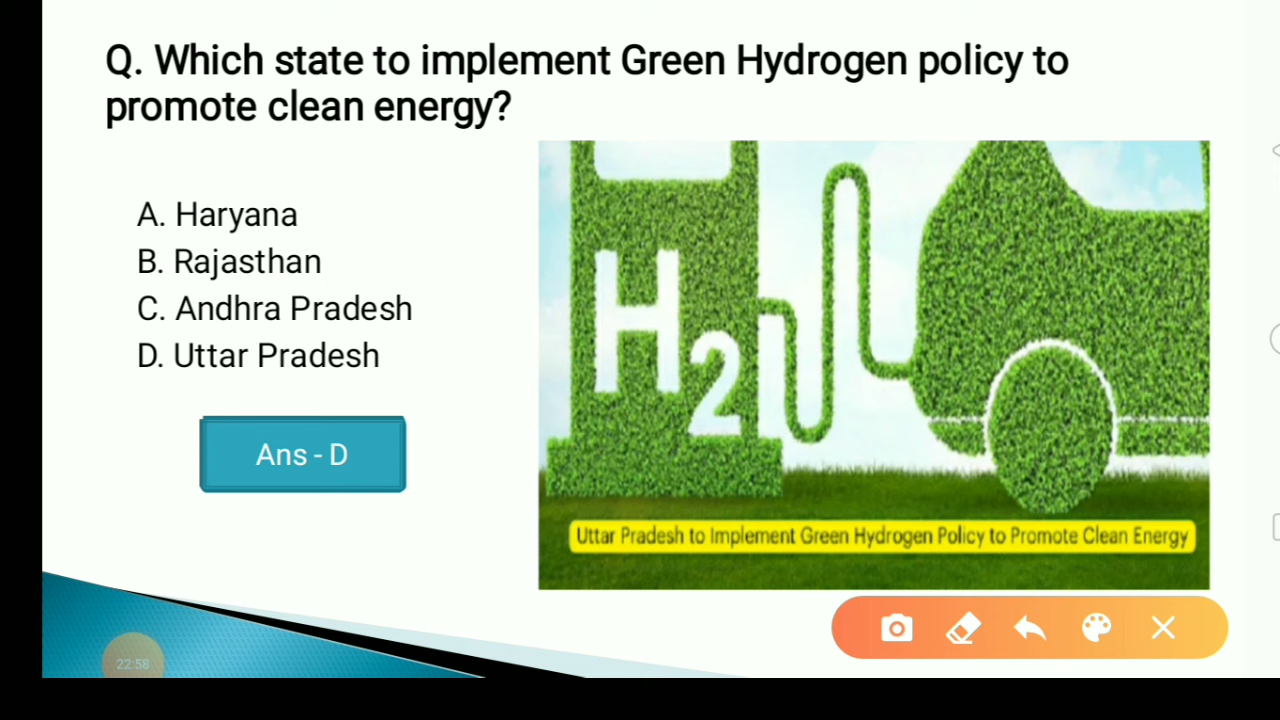 Q. Which state to implement Green Hydrogen policy to
promote clean energy?
A. Haryana
B. Rajasthan
C. Andhra Pradesh
D. Uttar Pradesh
Ans - D
H2
Uttar Pradesh to Implement Green Hydrogen Policy to Promote Clean Energy
22:58